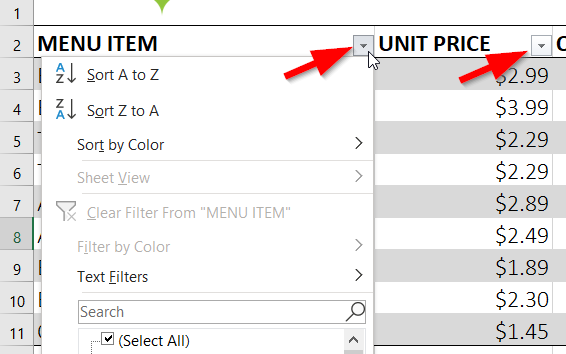 1
2 MENU ITEM UNIT PRICE
3 $2.99
4 $3.99
5 $2.29
6 $2.29
7 $2.89
8 $2.49
9 $1.89
10 $2.30
11 $1.45
Sort A to Z
Sort Z to A
Sort by Color
Sheet View
Clear Filter From "MENU ITEM"
Filter by Color
Text Filters
Search
(Select All)